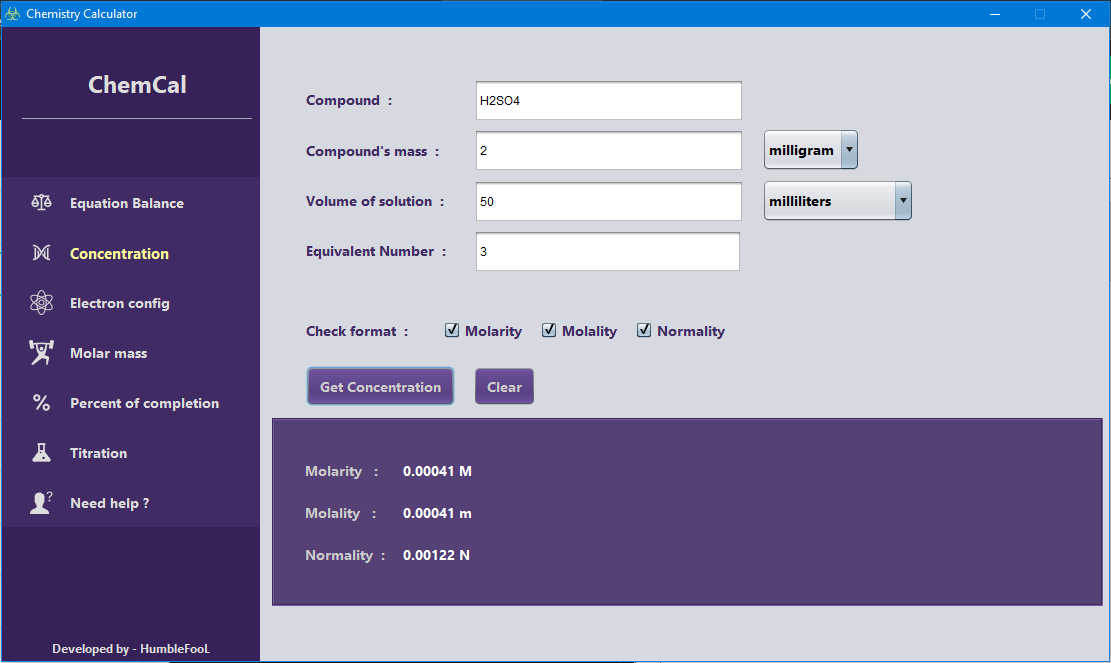 Chemistry Calculator
ChemCal
Equation Balance
Concentration
Electron config
Molar mass
Percent of completion
Titration
Need help ?
Developed by - HumbleFooL
Compound : H2SO4
Compound's mass : 2 milligram
Volume of solution : 50 milliliters
Equivalent Number : 3
Check format : Molarity Molality Normality
Get Concentration Clear
Molarity : 0.00041 M
Molality : 0.00041 m
Normality : 0.00122 N